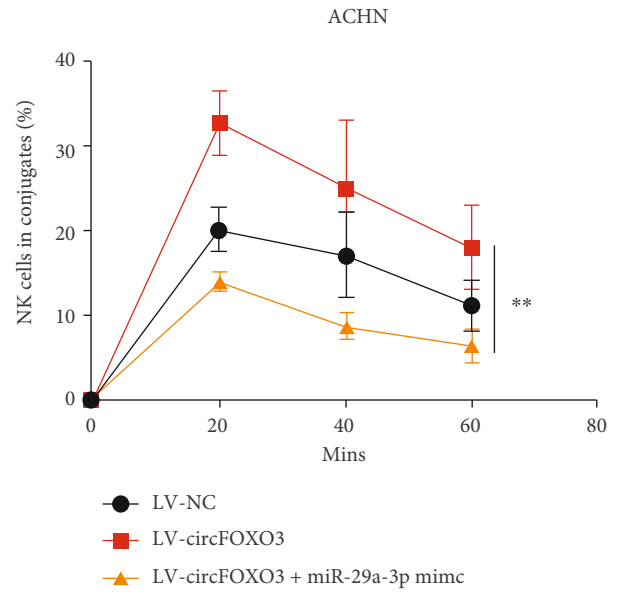 ACHN
NK cells in conjugates (%)
40
30
20
10
0
0 20 40 60 80
Mins
**
LV-NC
LV-circFOXO3
LV-circFOXO3 + miR-29a-3p mimc